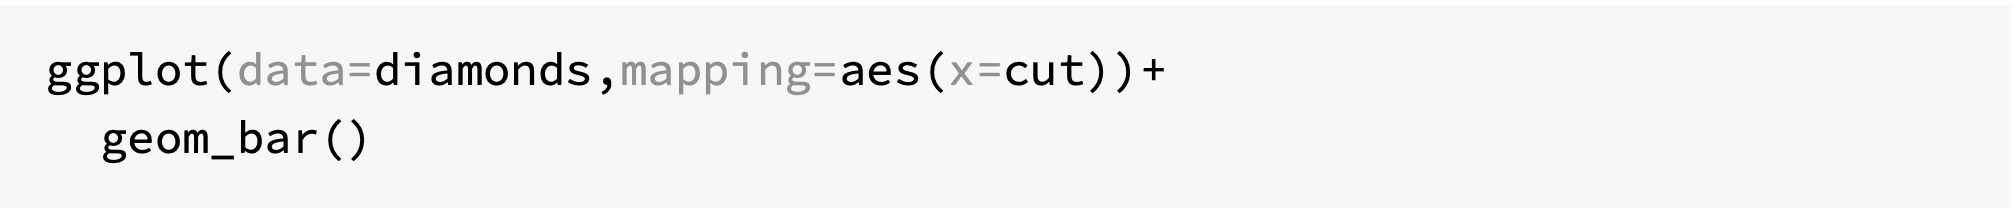 ggplot(data=diamonds,mapping=aes(x=cut))+
  geom_bar()